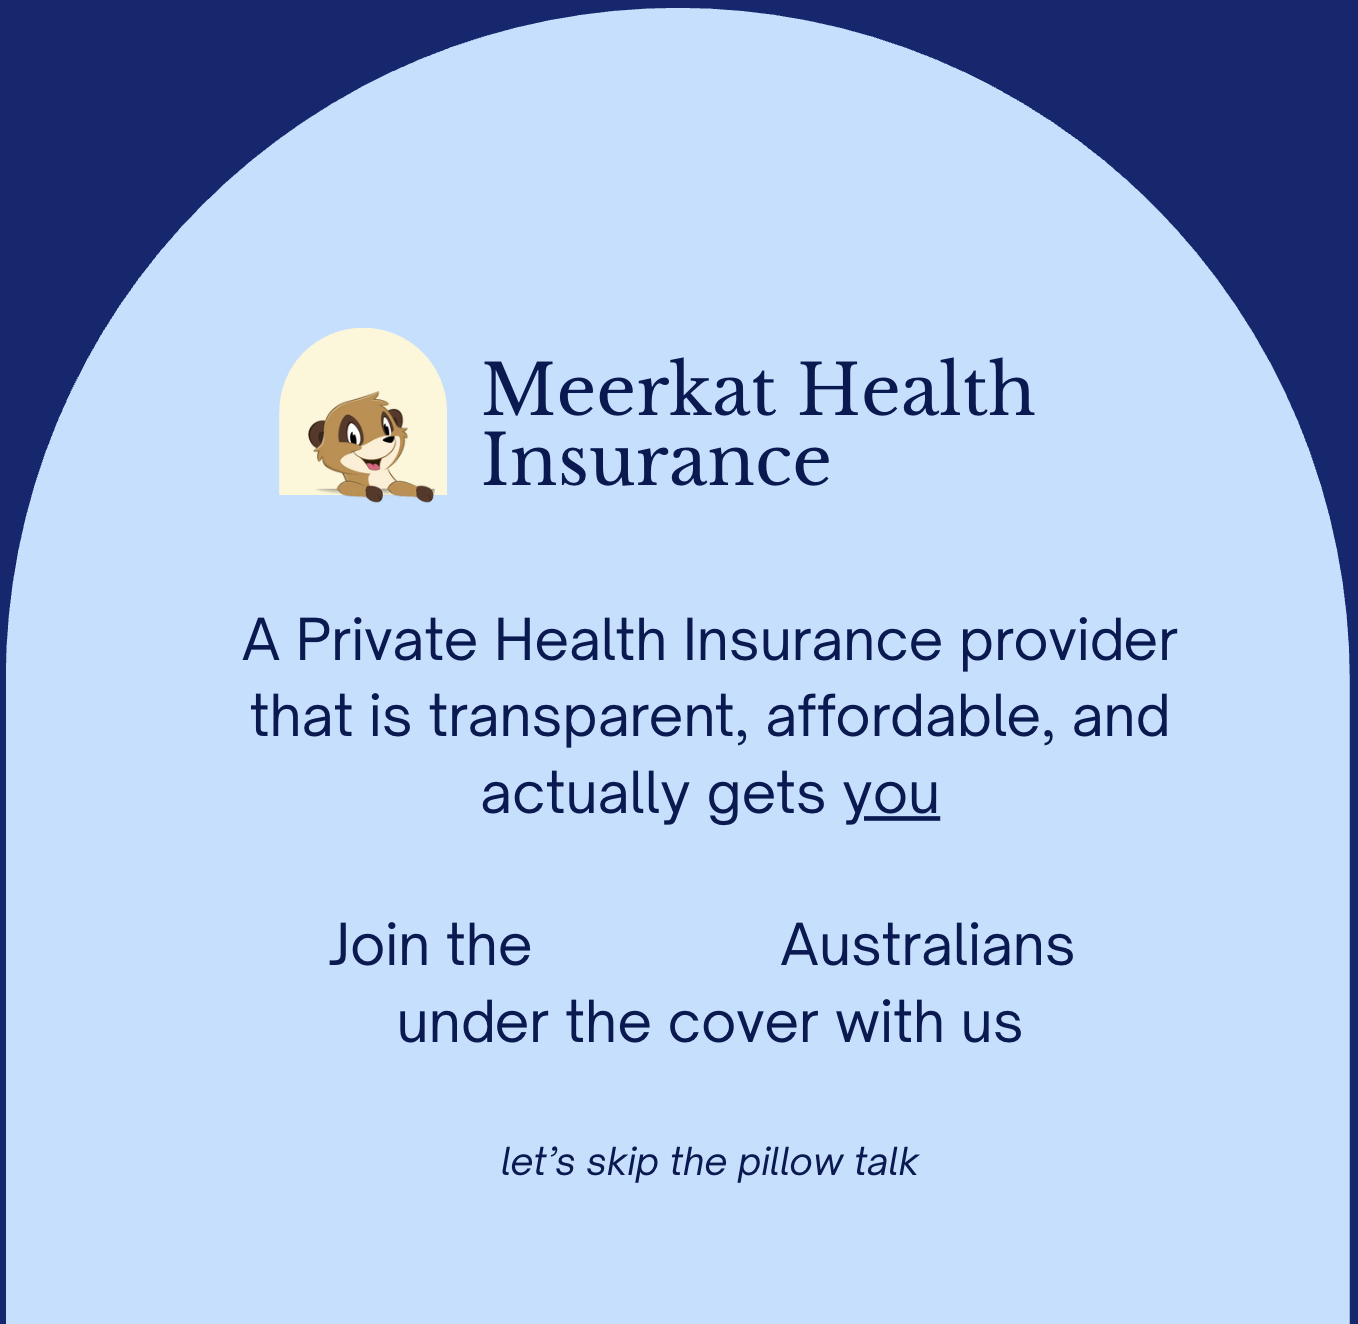 Meerkat Health
Insurance
A Private Health Insurance provider
that is transparent, affordable, and
actually gets you
Join the Australians
under the cover with us
let’s skip the pillow talk